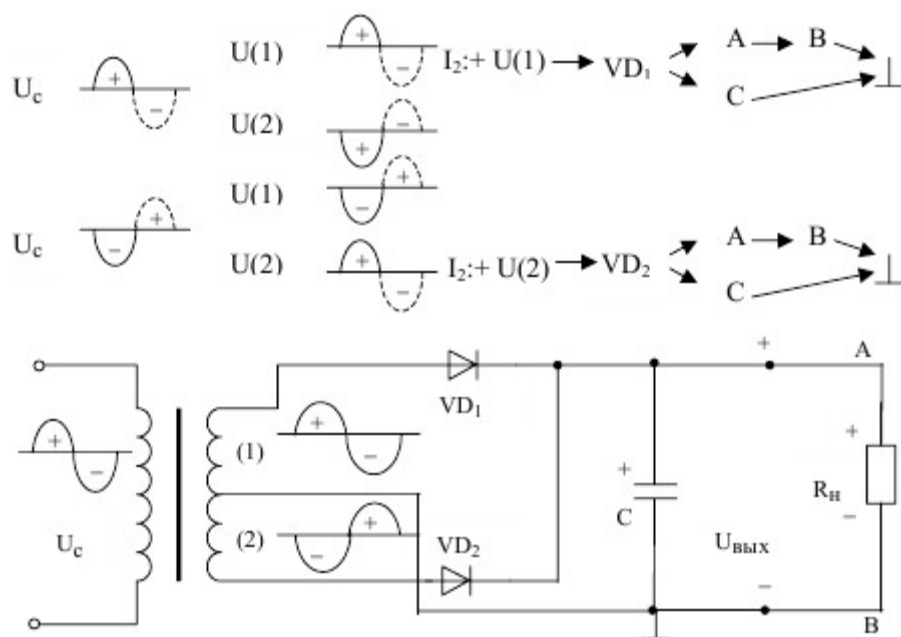 U(1) I₂:+ U(1) → VD₁ A → B
Uc + − + − C
U(2) − +
U(1) + −
Uc + − A → B
U(2) + − I₂:+ U(2) → VD₂ C
+ A
VD₁
+ − (1) + − + +
C Rн
Uc (2) + − VD₂ Uвых −
− −
B